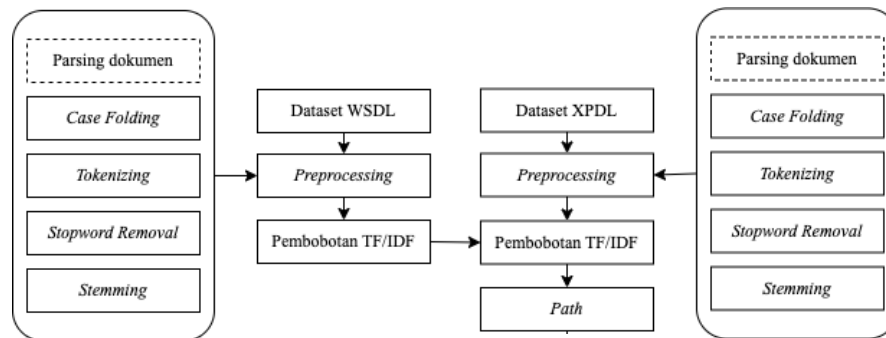 Parsing dokumen
Case Folding
Tokenizing
Stopword Removal
Stemming
Dataset WSDL
Preprocessing
Pembobotan TF/IDF
Dataset XPDL
Preprocessing
Pembobotan TF/IDF
Path
Parsing dokumen
Case Folding
Tokenizing
Stopword Removal
Stemming